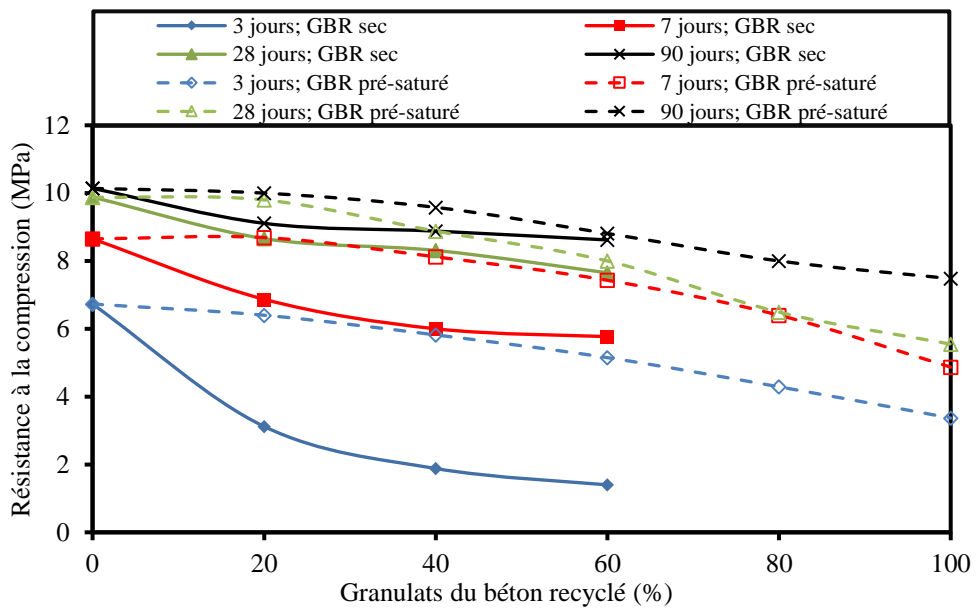 3 jours; GBR sec
7 jours; GBR sec
28 jours; GBR sec
90 jours; GBR sec
3 jours; GBR pré-saturé
7 jours; GBR pré-saturé
28 jours; GBR pré-saturé
90 jours; GBR pré-saturé
Résistance à la compression (MPa)
12
10
8
6
4
2
0
0 20 40 60 80 100
Granulats du béton recyclé (%)